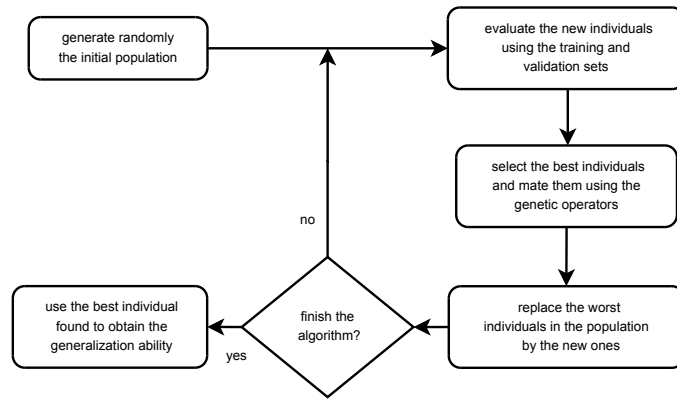 generate randomly
the initial population
evaluate the new individuals
using the training and
validation sets
select the best individuals
and mate them using the
genetic operators
replace the worst
individuals in the population
by the new ones
finish the
algorithm?
no
yes
use the best individual
found to obtain the
generalization ability